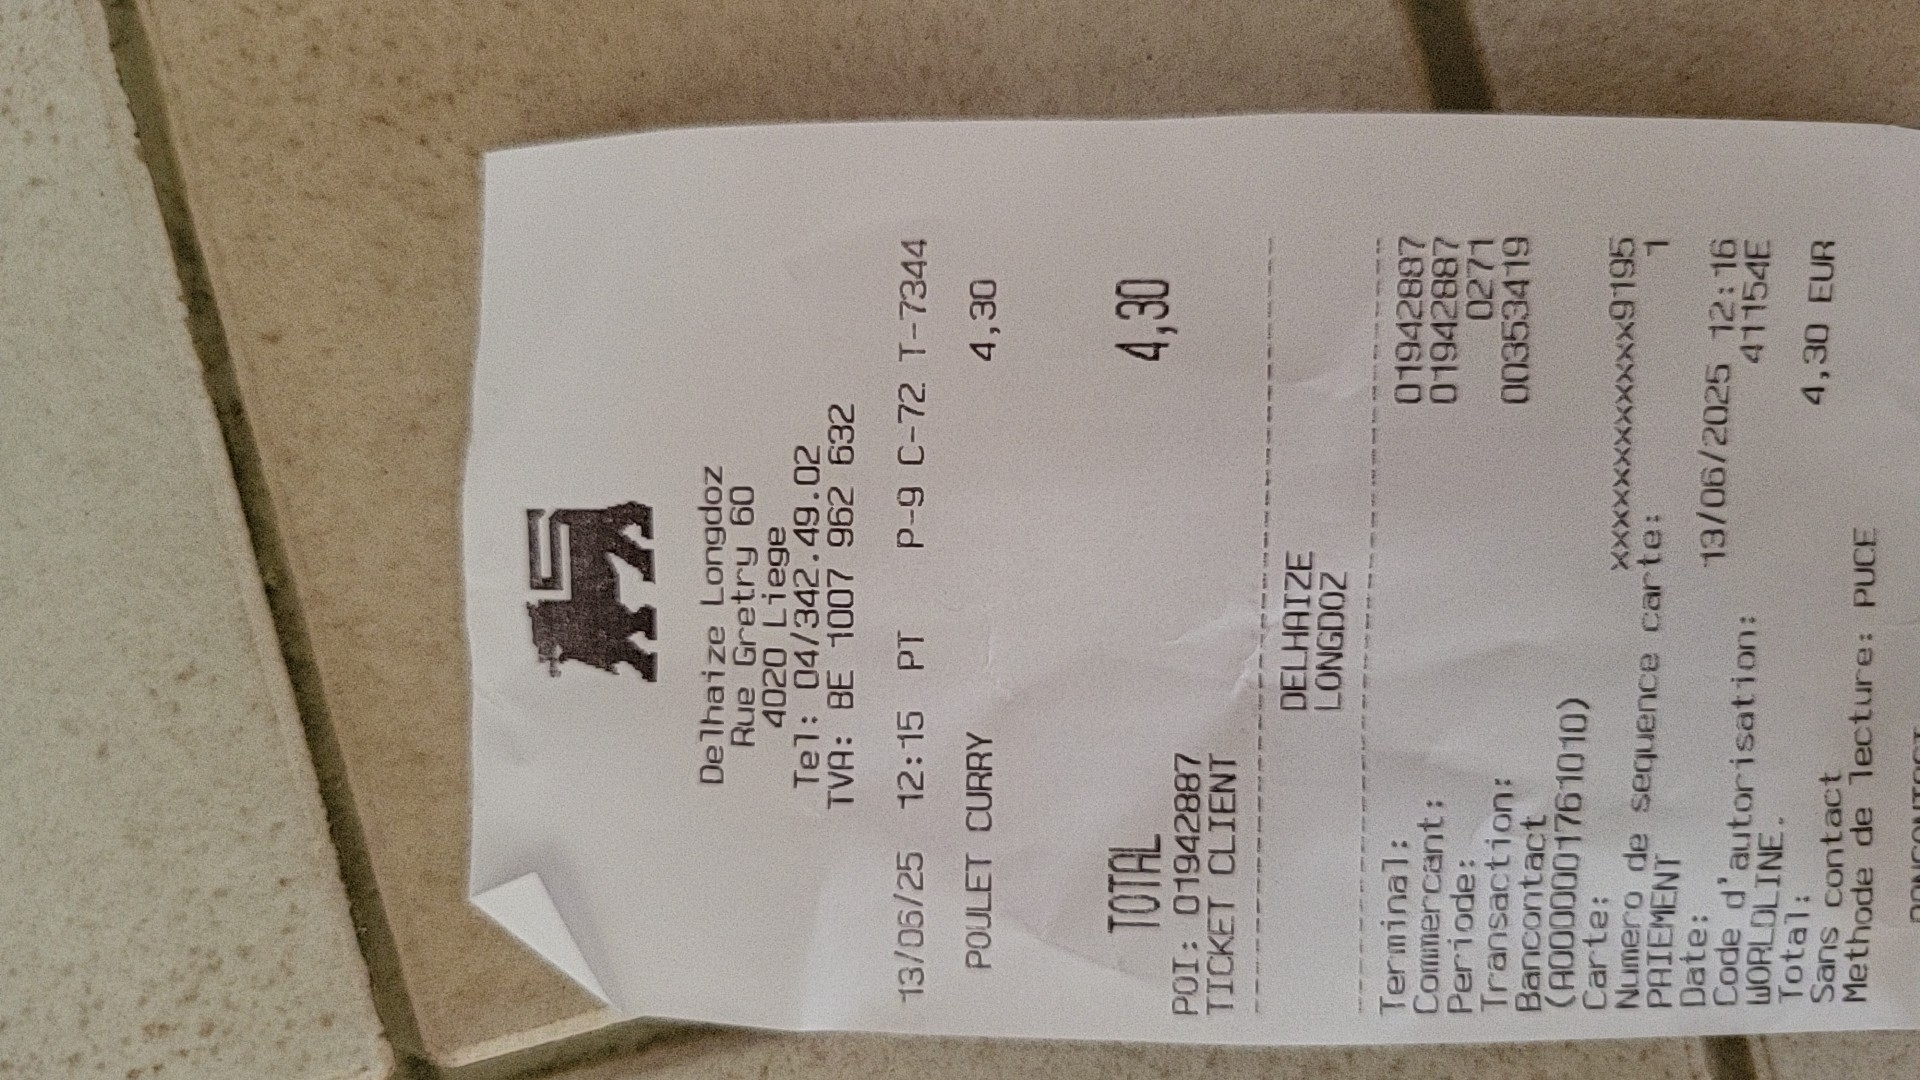 Delhaize Longdoz
Rue Gretry 60
4020 Liege
Tel: 04/342.49.02
TVA: BE 1007 962 632
13/06/25 12:15 PT P-9 C-72 T-7344
POULET CURRY 4,30
TOTAL 4,30
POI: 01942887
TICKET CLIENT
DELHAIZE
LONGDOZ
Terminal: 01942887
Commercant: 01942887
Periode: 0271
Transaction: 00353419
Bancontact
(A0000001761010)
Carte: xxxxxxxxxxxxx9195
Numero de sequence carte: 1
PAIEMENT
Date: 13/06/2025 12:16
Code d'autorisation: 41154E
WORLDLINE.
Total: 4,30 EUR
Sans contact
Methode de lecture: PUCE